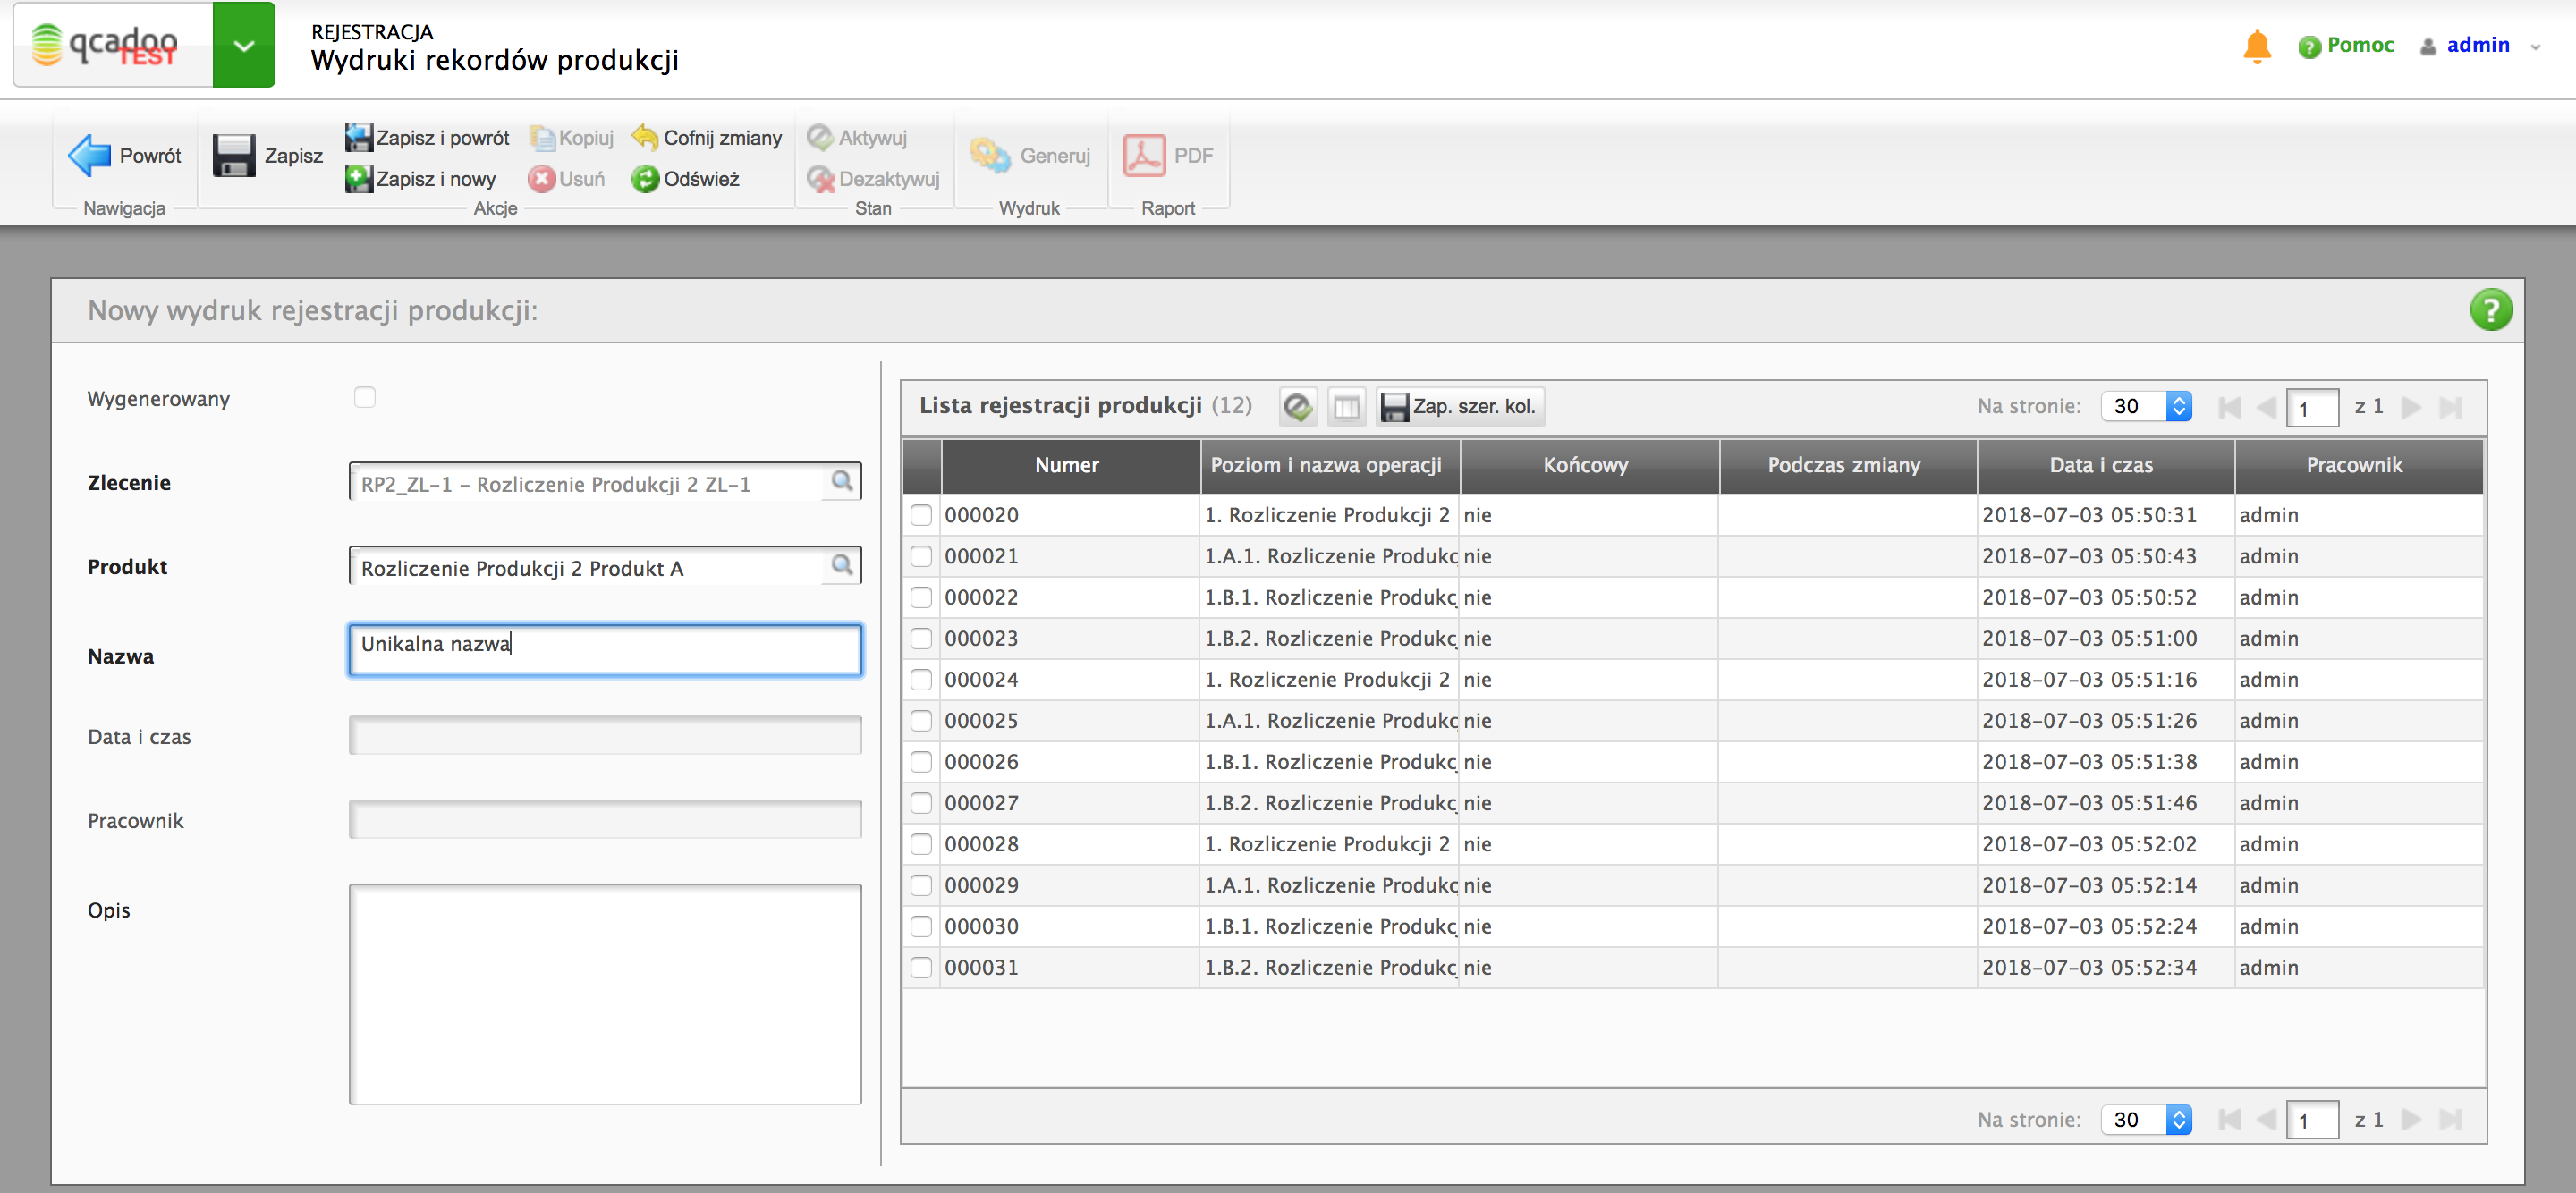 qcadoo
TEST
REJESTRACJA
Wydruki rekordów produkcji
Pomoc
admin
Powrót
Zapisz
Zapisz i powrót
Kopiuj
Cofnij zmiany
Aktywuj
Generuj
PDF
Zapisz i nowy
Usuń
Odśwież
Dezaktywuj
Nawigacja
Akcje
Stan
Wydruk
Raport
Nowy wydruk rejestracji produkcji:
?
Wygenerowany
Zlecenie
RP2_ZL-1 - Rozliczenie Produkcji 2 ZL-1
Produkt
Rozliczenie Produkcji 2 Produkt A
Nazwa
Unikalna nazwa
Data i czas
Pracownik
Opis
Lista rejestracji produkcji (12)
Zap. szer. kol.
Na stronie: 30 1 z 1
Numer Poziom i nazwa operacji Końcowy Podczas zmiany Data i czas Pracownik
000020 1. Rozliczenie Produkcji 2 nie 2018-07-03 05:50:31 admin
000021 1.A.1. Rozliczenie Produkc nie 2018-07-03 05:50:43 admin
000022 1.B.1. Rozliczenie Produkc nie 2018-07-03 05:50:52 admin
000023 1.B.2. Rozliczenie Produkc nie 2018-07-03 05:51:00 admin
000024 1. Rozliczenie Produkcji 2 nie 2018-07-03 05:51:16 admin
000025 1.A.1. Rozliczenie Produkc nie 2018-07-03 05:51:26 admin
000026 1.B.1. Rozliczenie Produkc nie 2018-07-03 05:51:38 admin
000027 1.B.2. Rozliczenie Produkc nie 2018-07-03 05:51:46 admin
000028 1. Rozliczenie Produkcji 2 nie 2018-07-03 05:52:02 admin
000029 1.A.1. Rozliczenie Produkc nie 2018-07-03 05:52:14 admin
000030 1.B.1. Rozliczenie Produkc nie 2018-07-03 05:52:24 admin
000031 1.B.2. Rozliczenie Produkc nie 2018-07-03 05:52:34 admin
Na stronie: 30 1 z 1